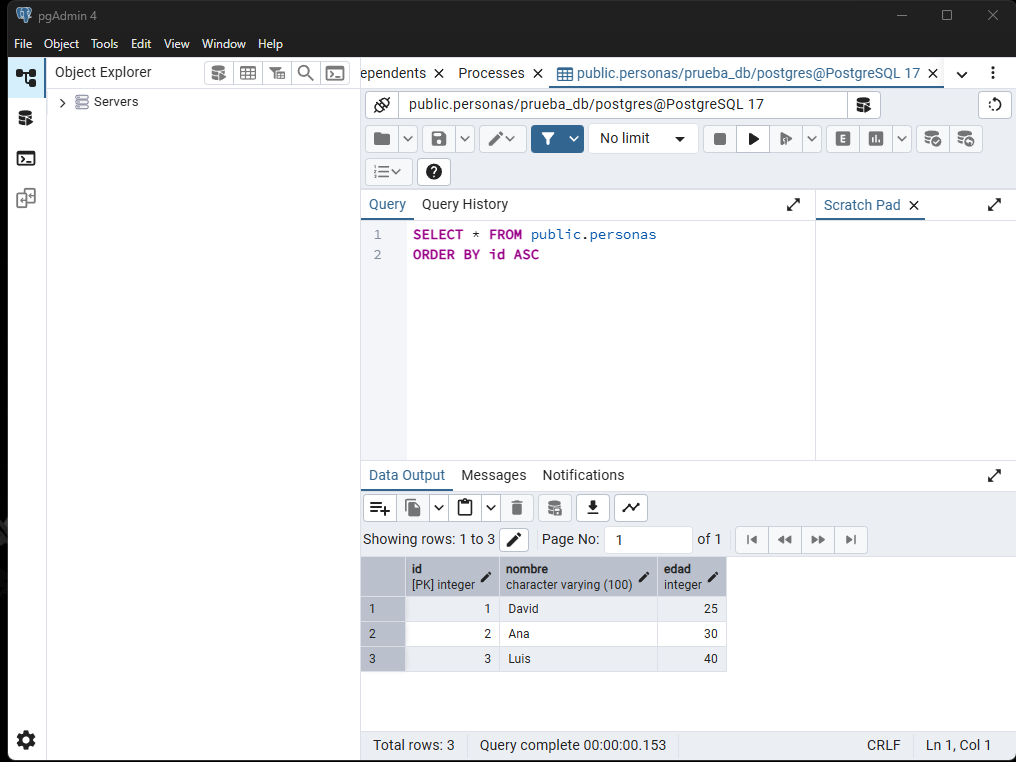 pgAdmin 4
File Object Tools Edit View Window Help
Object Explorer
ependents Processes public.personas/prueba_db/postgres@PostgreSQL 17
Servers
public.personas/prueba_db/postgres@PostgreSQL 17
No limit
E
Query Query History
Scratch Pad
1 SELECT * FROM public.personas
2 ORDER BY id ASC
Data Output Messages Notifications
Showing rows: 1 to 3 Page No: 1 of 1
id nombre edad
[PK] integer character varying (100) integer
1 1 David 25
2 2 Ana 30
3 3 Luis 40
Total rows: 3 Query complete 00:00:00.153 CRLF Ln 1, Col 1